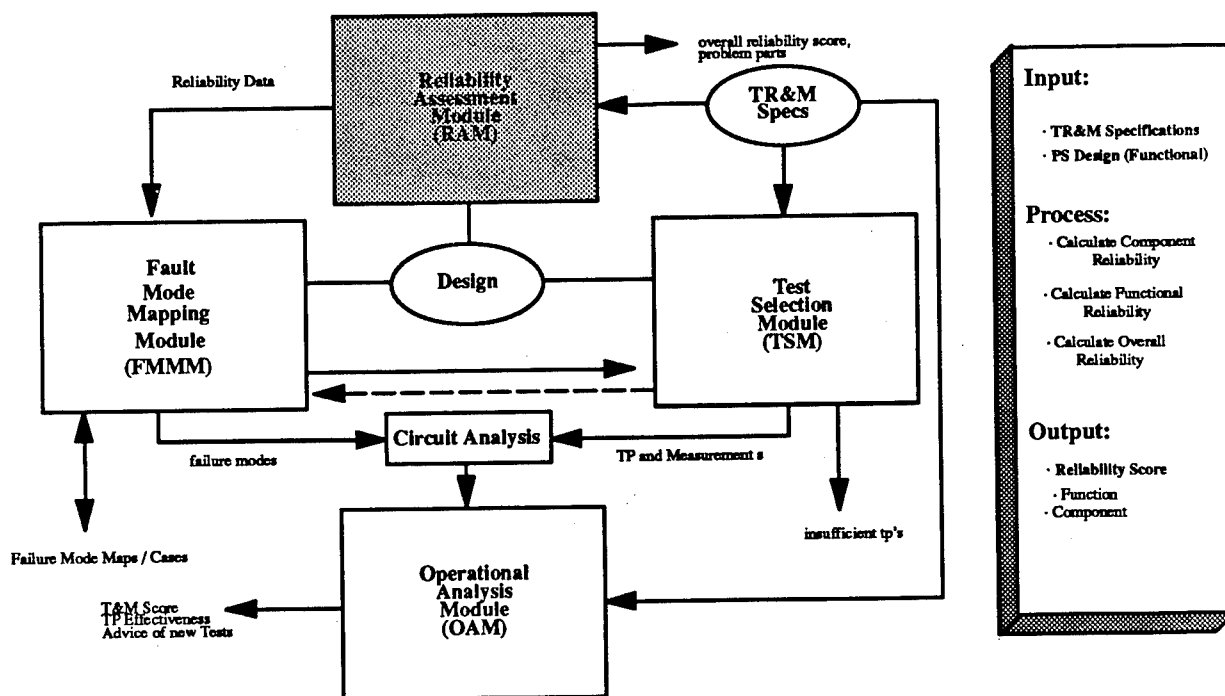 overall reliability score,
problem parts
Reliability Data
Reliability
Assessment
Module
(RAM)
TR&M
Specs
Fault
Mode
Mapping
Module
(FMMM)
Design
Test
Selection
Module
(TSM)
Circuit Analysis
failure modes
TP and Measurement s
insufficient tp's
Failure Mode Maps / Cases
T&M Score
TP Effectiveness
Advice of new Tests
Operational
Analysis
Module
(OAM)
Input:
· TR&M Specifications
· PS Design (Functional)
Process:
· Calculate Component
Reliability
· Calculate Functional
Reliability
· Calculate Overall
Reliability
Output:
· Reliability Score
· Function
· Component